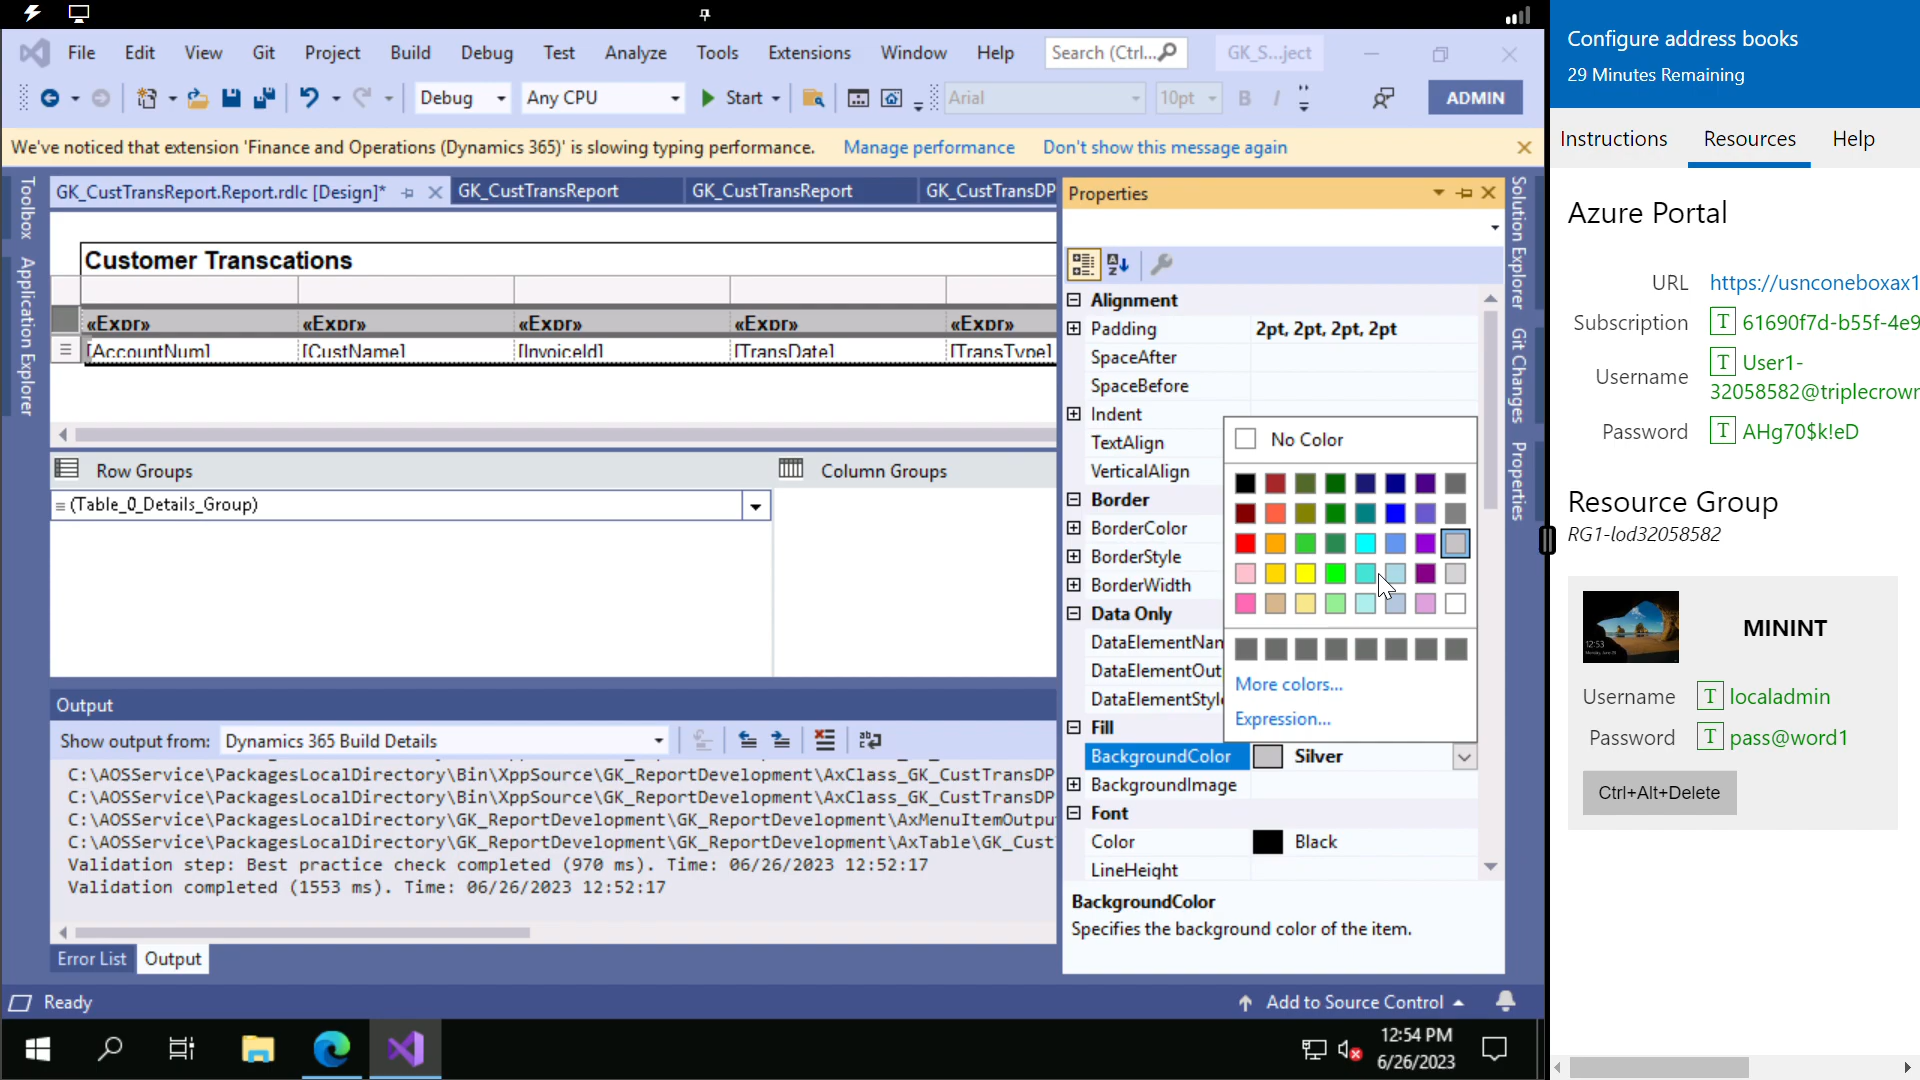 File Edit View Git Project Build Debug Test Analyze Tools Extensions Window Help Search (Ctrl... GK_S...ject
Debug Any CPU Start Arial 10pt B I ADMIN
We've noticed that extension 'Finance and Operations (Dynamics 365)' is slowing typing performance. Manage performance Don't show this message again
Toolbox
Application Explorer
GK_CustTransReport.Report.rdlc [Design]* GK_CustTransReport GK_CustTransReport GK_CustTransDP
Customer Transcations
«Expr» «Expr» «Expr» «Expr» «Expr»
[AccountNum] [CustName] [InvoiceId] [TransDate] [TransType]
Row Groups Column Groups
(Table_0_Details_Group)
Output
Show output from: Dynamics 365 Build Details
C:\AOSService\PackagesLocalDirectory\Bin\XppSource\GK_ReportDevelopment\AxClass_GK_CustTransDP
C:\AOSService\PackagesLocalDirectory\Bin\XppSource\GK_ReportDevelopment\AxClass_GK_CustTransDP
C:\AOSService\PackagesLocalDirectory\GK_ReportDevelopment\GK_ReportDevelopment\AxMenuItemOutpu
C:\AOSService\PackagesLocalDirectory\GK_ReportDevelopment\GK_ReportDevelopment\AxTable\GK_Cust
Validation step: Best practice check completed (970 ms). Time: 06/26/2023 12:52:17
Validation completed (1553 ms). Time: 06/26/2023 12:52:17
Error List Output
Properties
Alignment
Padding 2pt, 2pt, 2pt, 2pt
SpaceAfter
SpaceBefore
Indent
TextAlign
VerticalAlign
Border
BorderColor
BorderStyle
BorderWidth
Data Only
DataElementNan
DataElementOut
DataElementStyle
Fill
BackgroundColor Silver
BackgroundImage
Font
Color Black
LineHeight
No Color
More colors...
Expression...
BackgroundColor
Specifies the background color of the item.
Solution Explorer
Git Changes
Properties
Ready Add to Source Control
12:54 PM
6/26/2023
Configure address books
29 Minutes Remaining
Instructions Resources Help
Azure Portal
URL https://usnconeboxax1
Subscription T 61690f7d-b55f-4e9
Username T User1-
32058582@triplecrown
Password T AHg70$k!eD
Resource Group
RG1-lod32058582
12:53
MININT
Username T localadmin
Password T pass@word1
Ctrl+Alt+Delete